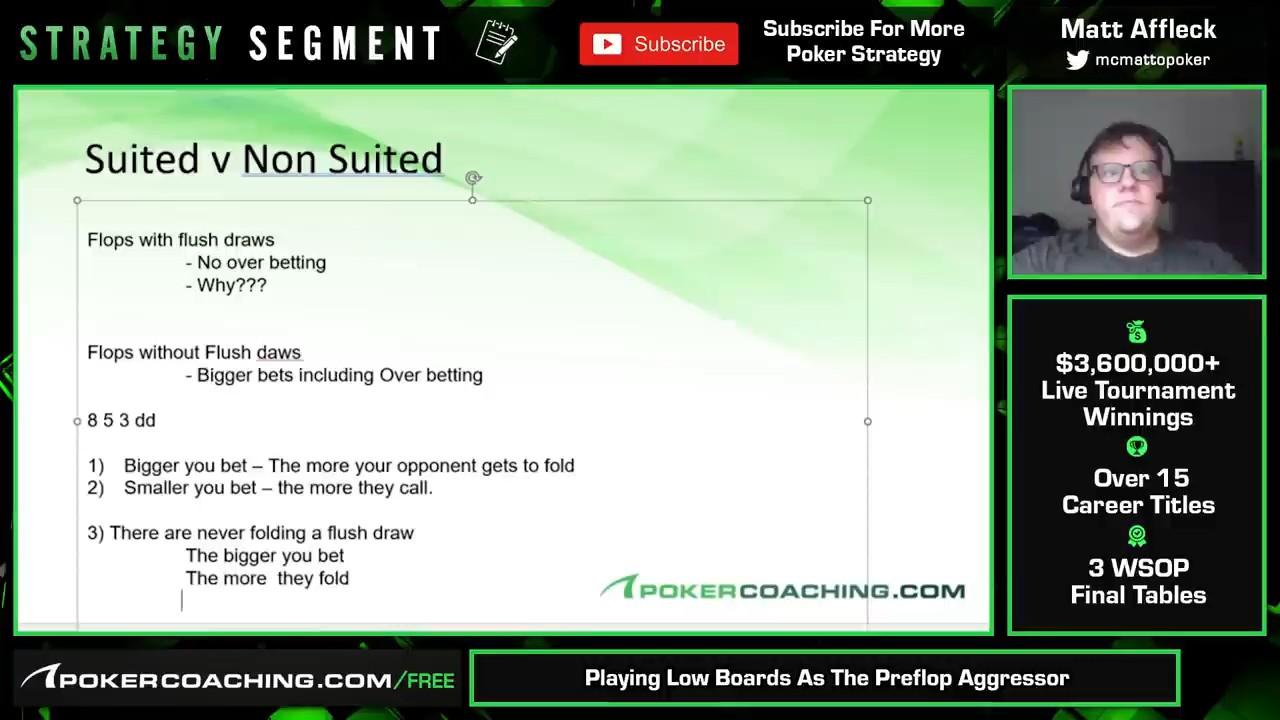 STRATEGY SEGMENT
Subscribe
Subscribe For More
Poker Strategy
Matt Affleck
mcmattopoker
Suited v Non Suited
Flops with flush draws
- No over betting
- Why???
Flops without Flush daws
- Bigger bets including Over betting
8 5 3 dd
1) Bigger you bet – The more your opponent gets to fold
2) Smaller you bet – the more they call.
3) There are never folding a flush draw
The bigger you bet
The more  they fold
POKERCOACHING.COM
$3,600,000+
Live Tournament
Winnings
Over 15
Career Titles
3 WSOP
Final Tables
POKERCOACHING.COM/FREE
Playing Low Boards As The Preflop Aggressor